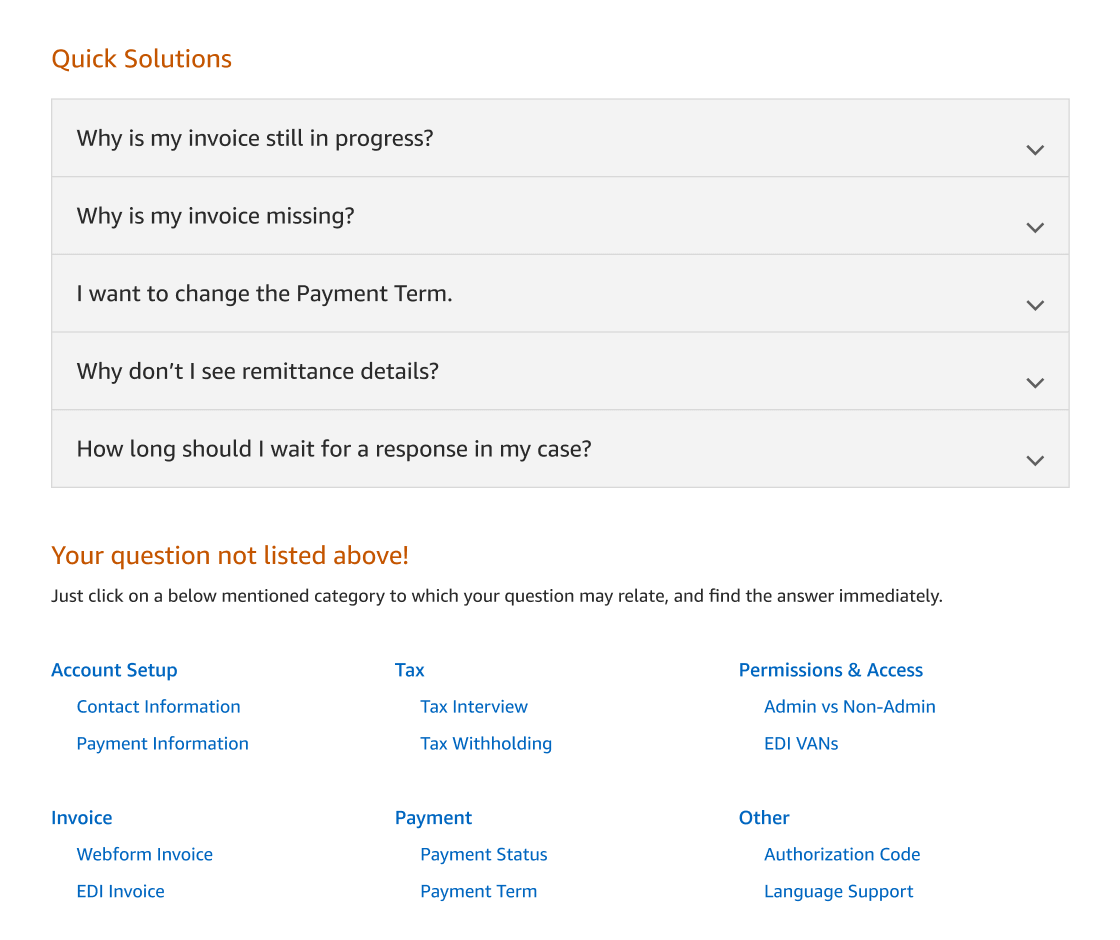 Quick Solutions
Why is my invoice still in progress?
Why is my invoice missing?
I want to change the Payment Term.
Why don’t I see remittance details?
How long should I wait for a response in my case?
Your question not listed above!
Just click on a below mentioned category to which your question may relate, and find the answer immediately.
Account Setup
Contact Information
Payment Information
Tax
Tax Interview
Tax Withholding
Permissions & Access
Admin vs Non-Admin
EDI VANs
Invoice
Webform Invoice
EDI Invoice
Payment
Payment Status
Payment Term
Other
Authorization Code
Language Support